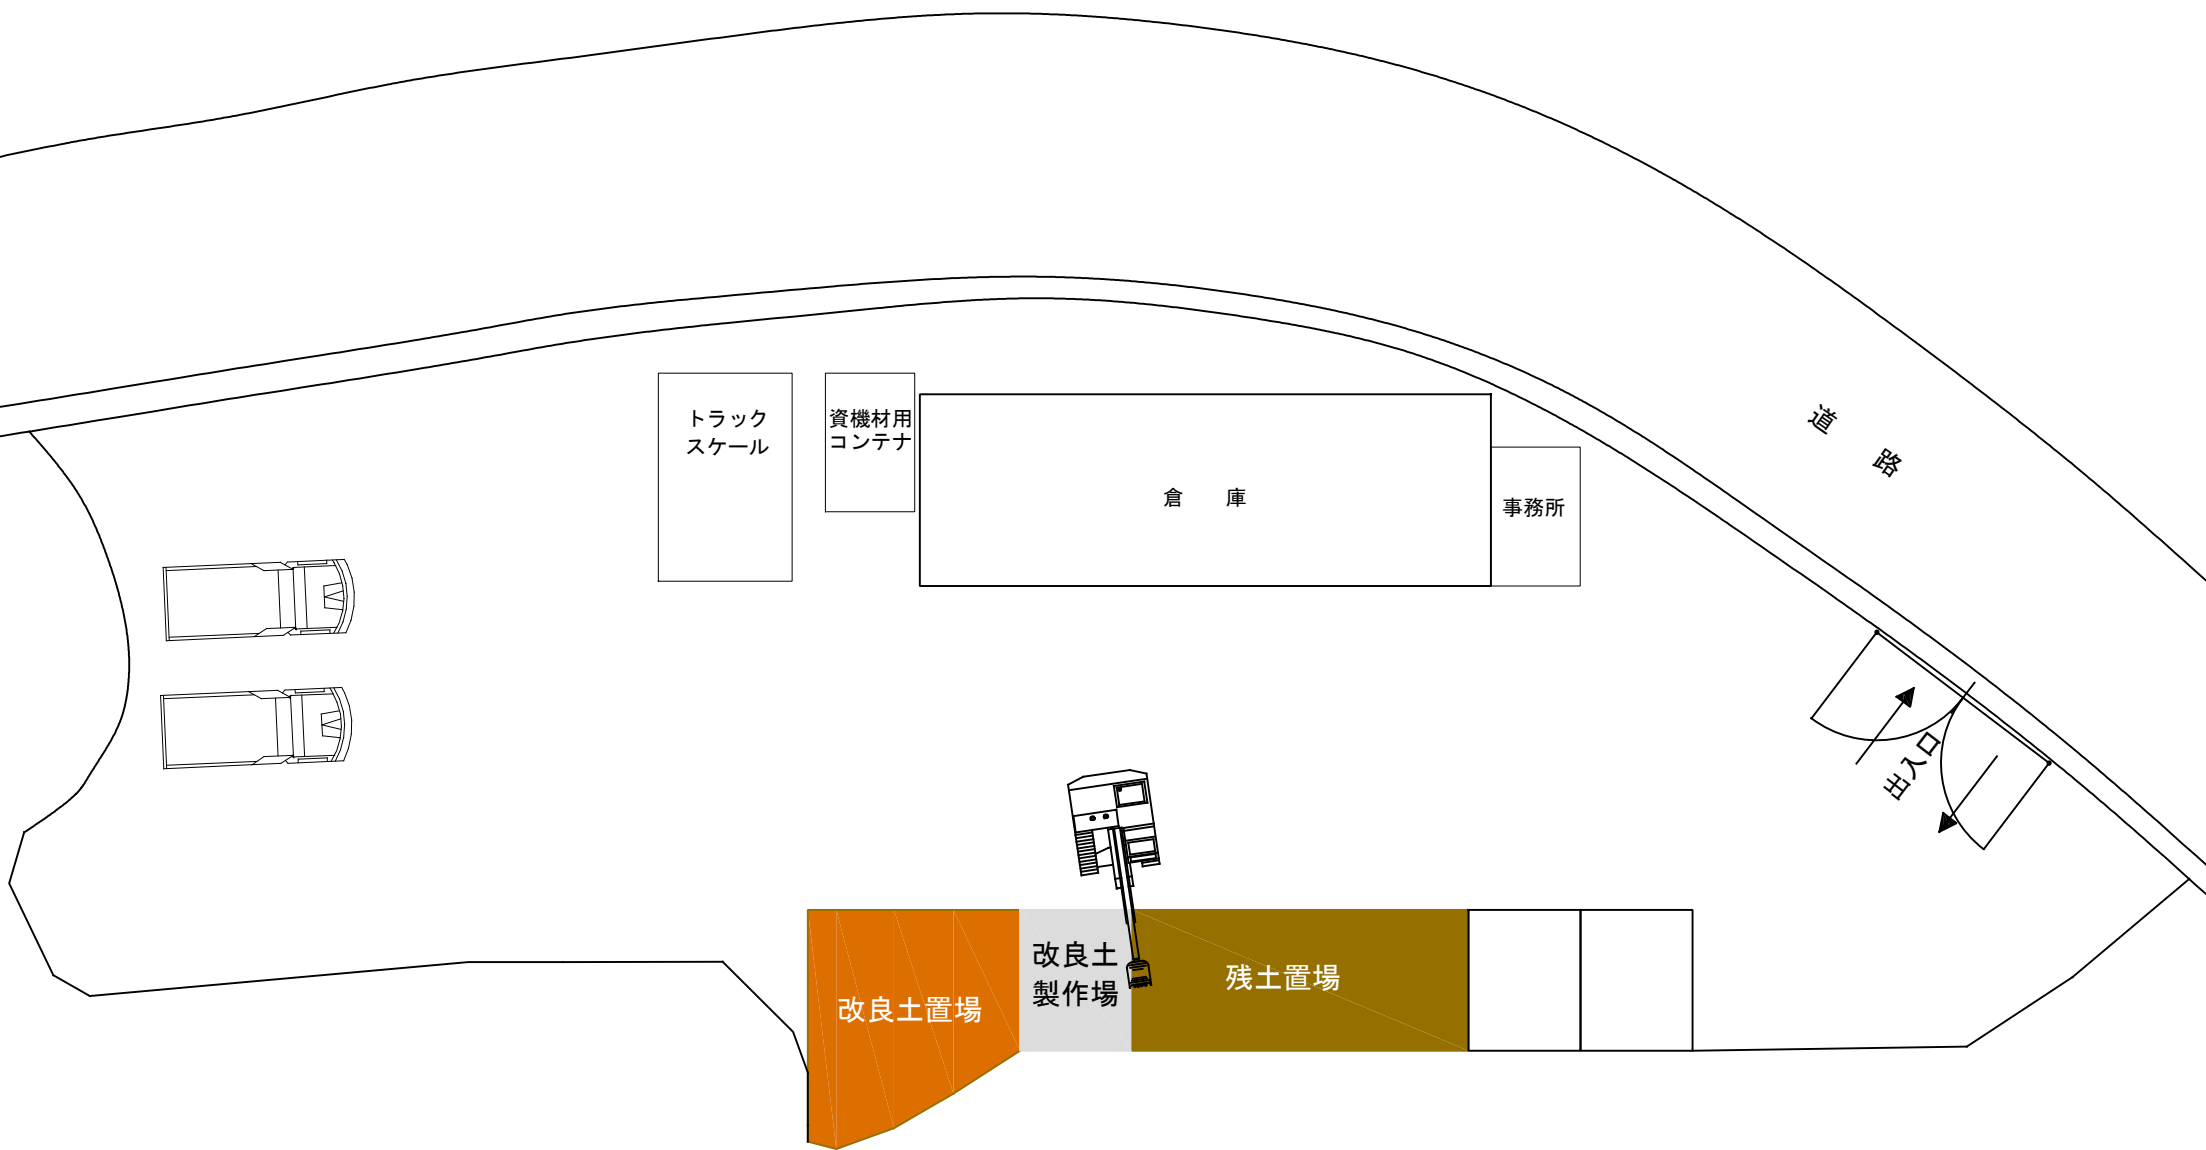 トラック
スケール
資機材用
コンテナ
倉 庫
事務所
道 路
出入口
改良土
製作場
残土置場
改良土置場